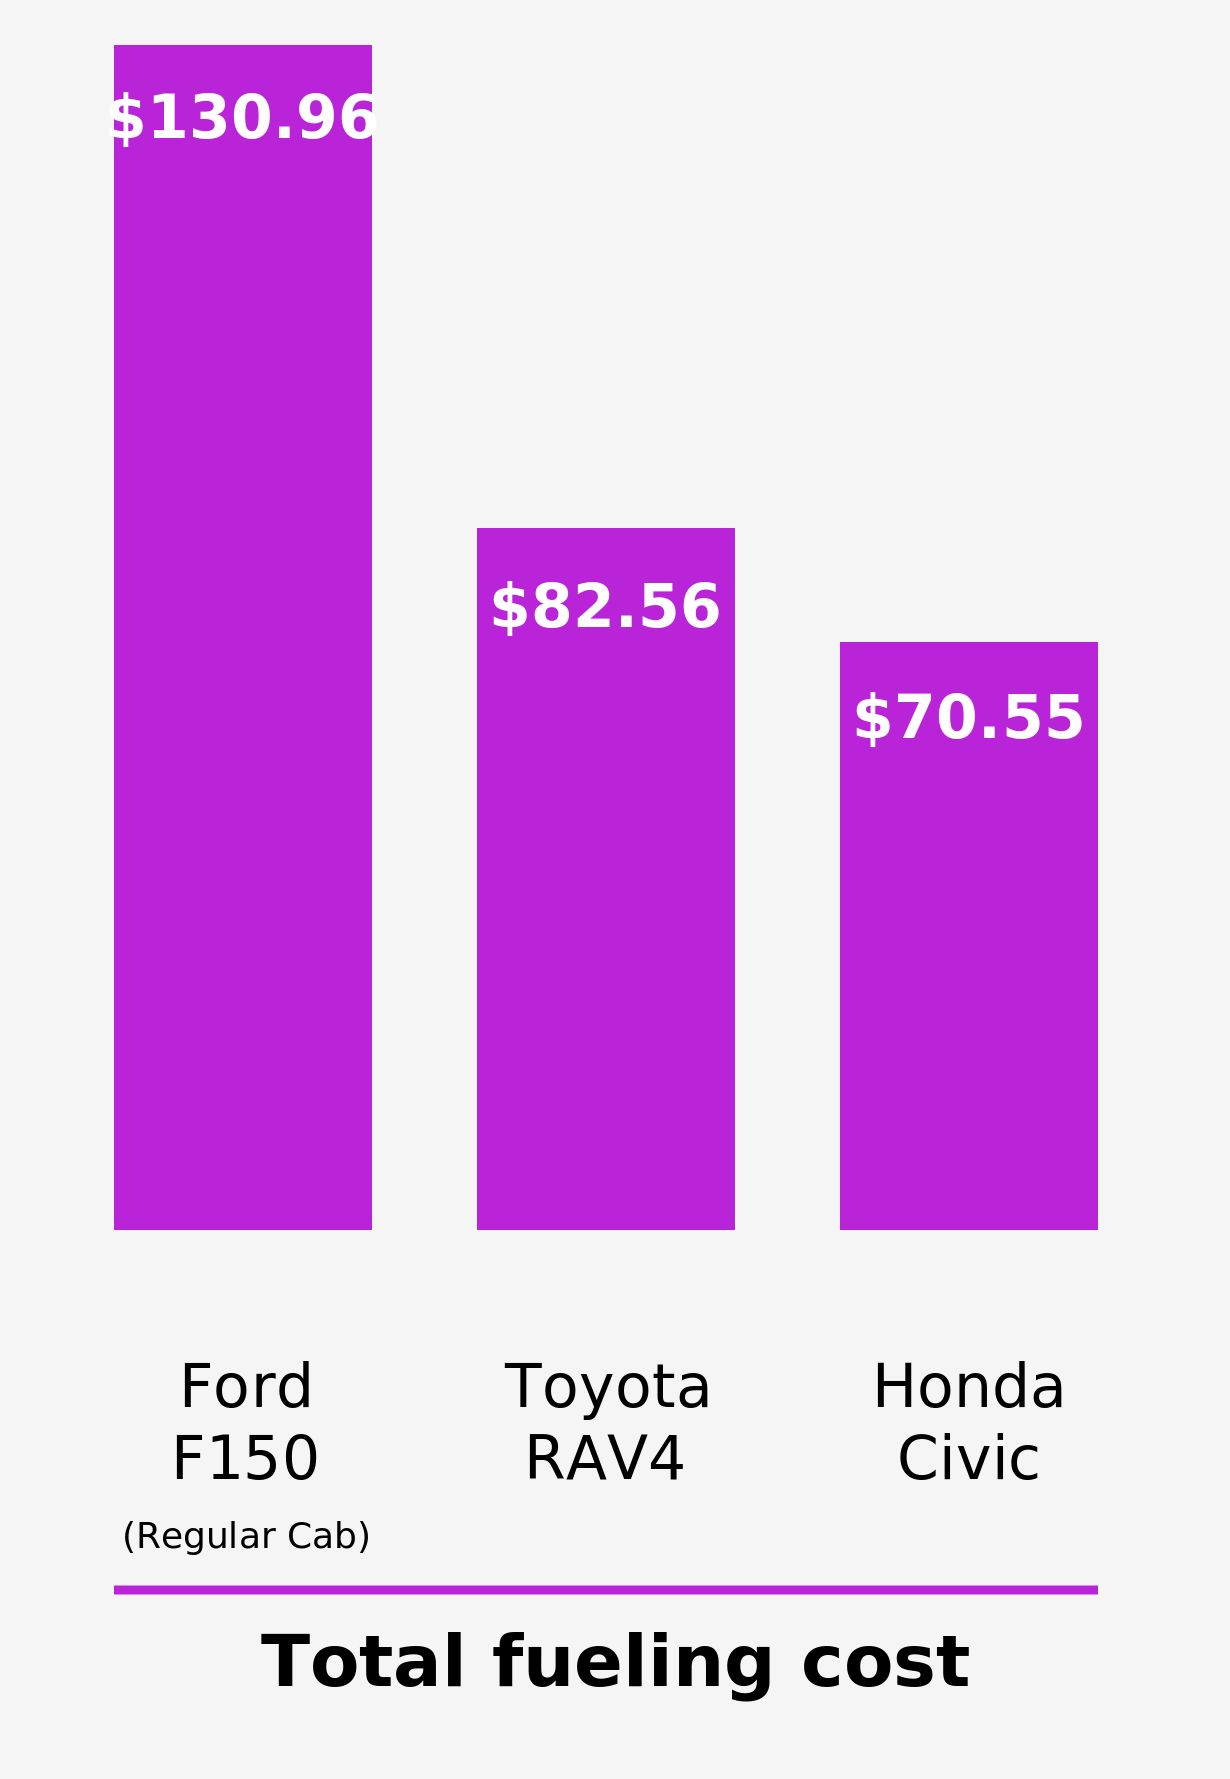 $130.96
$82.56
$70.55
Ford
F150
(Regular Cab)
Toyota
RAV4
Honda
Civic
Total fueling cost